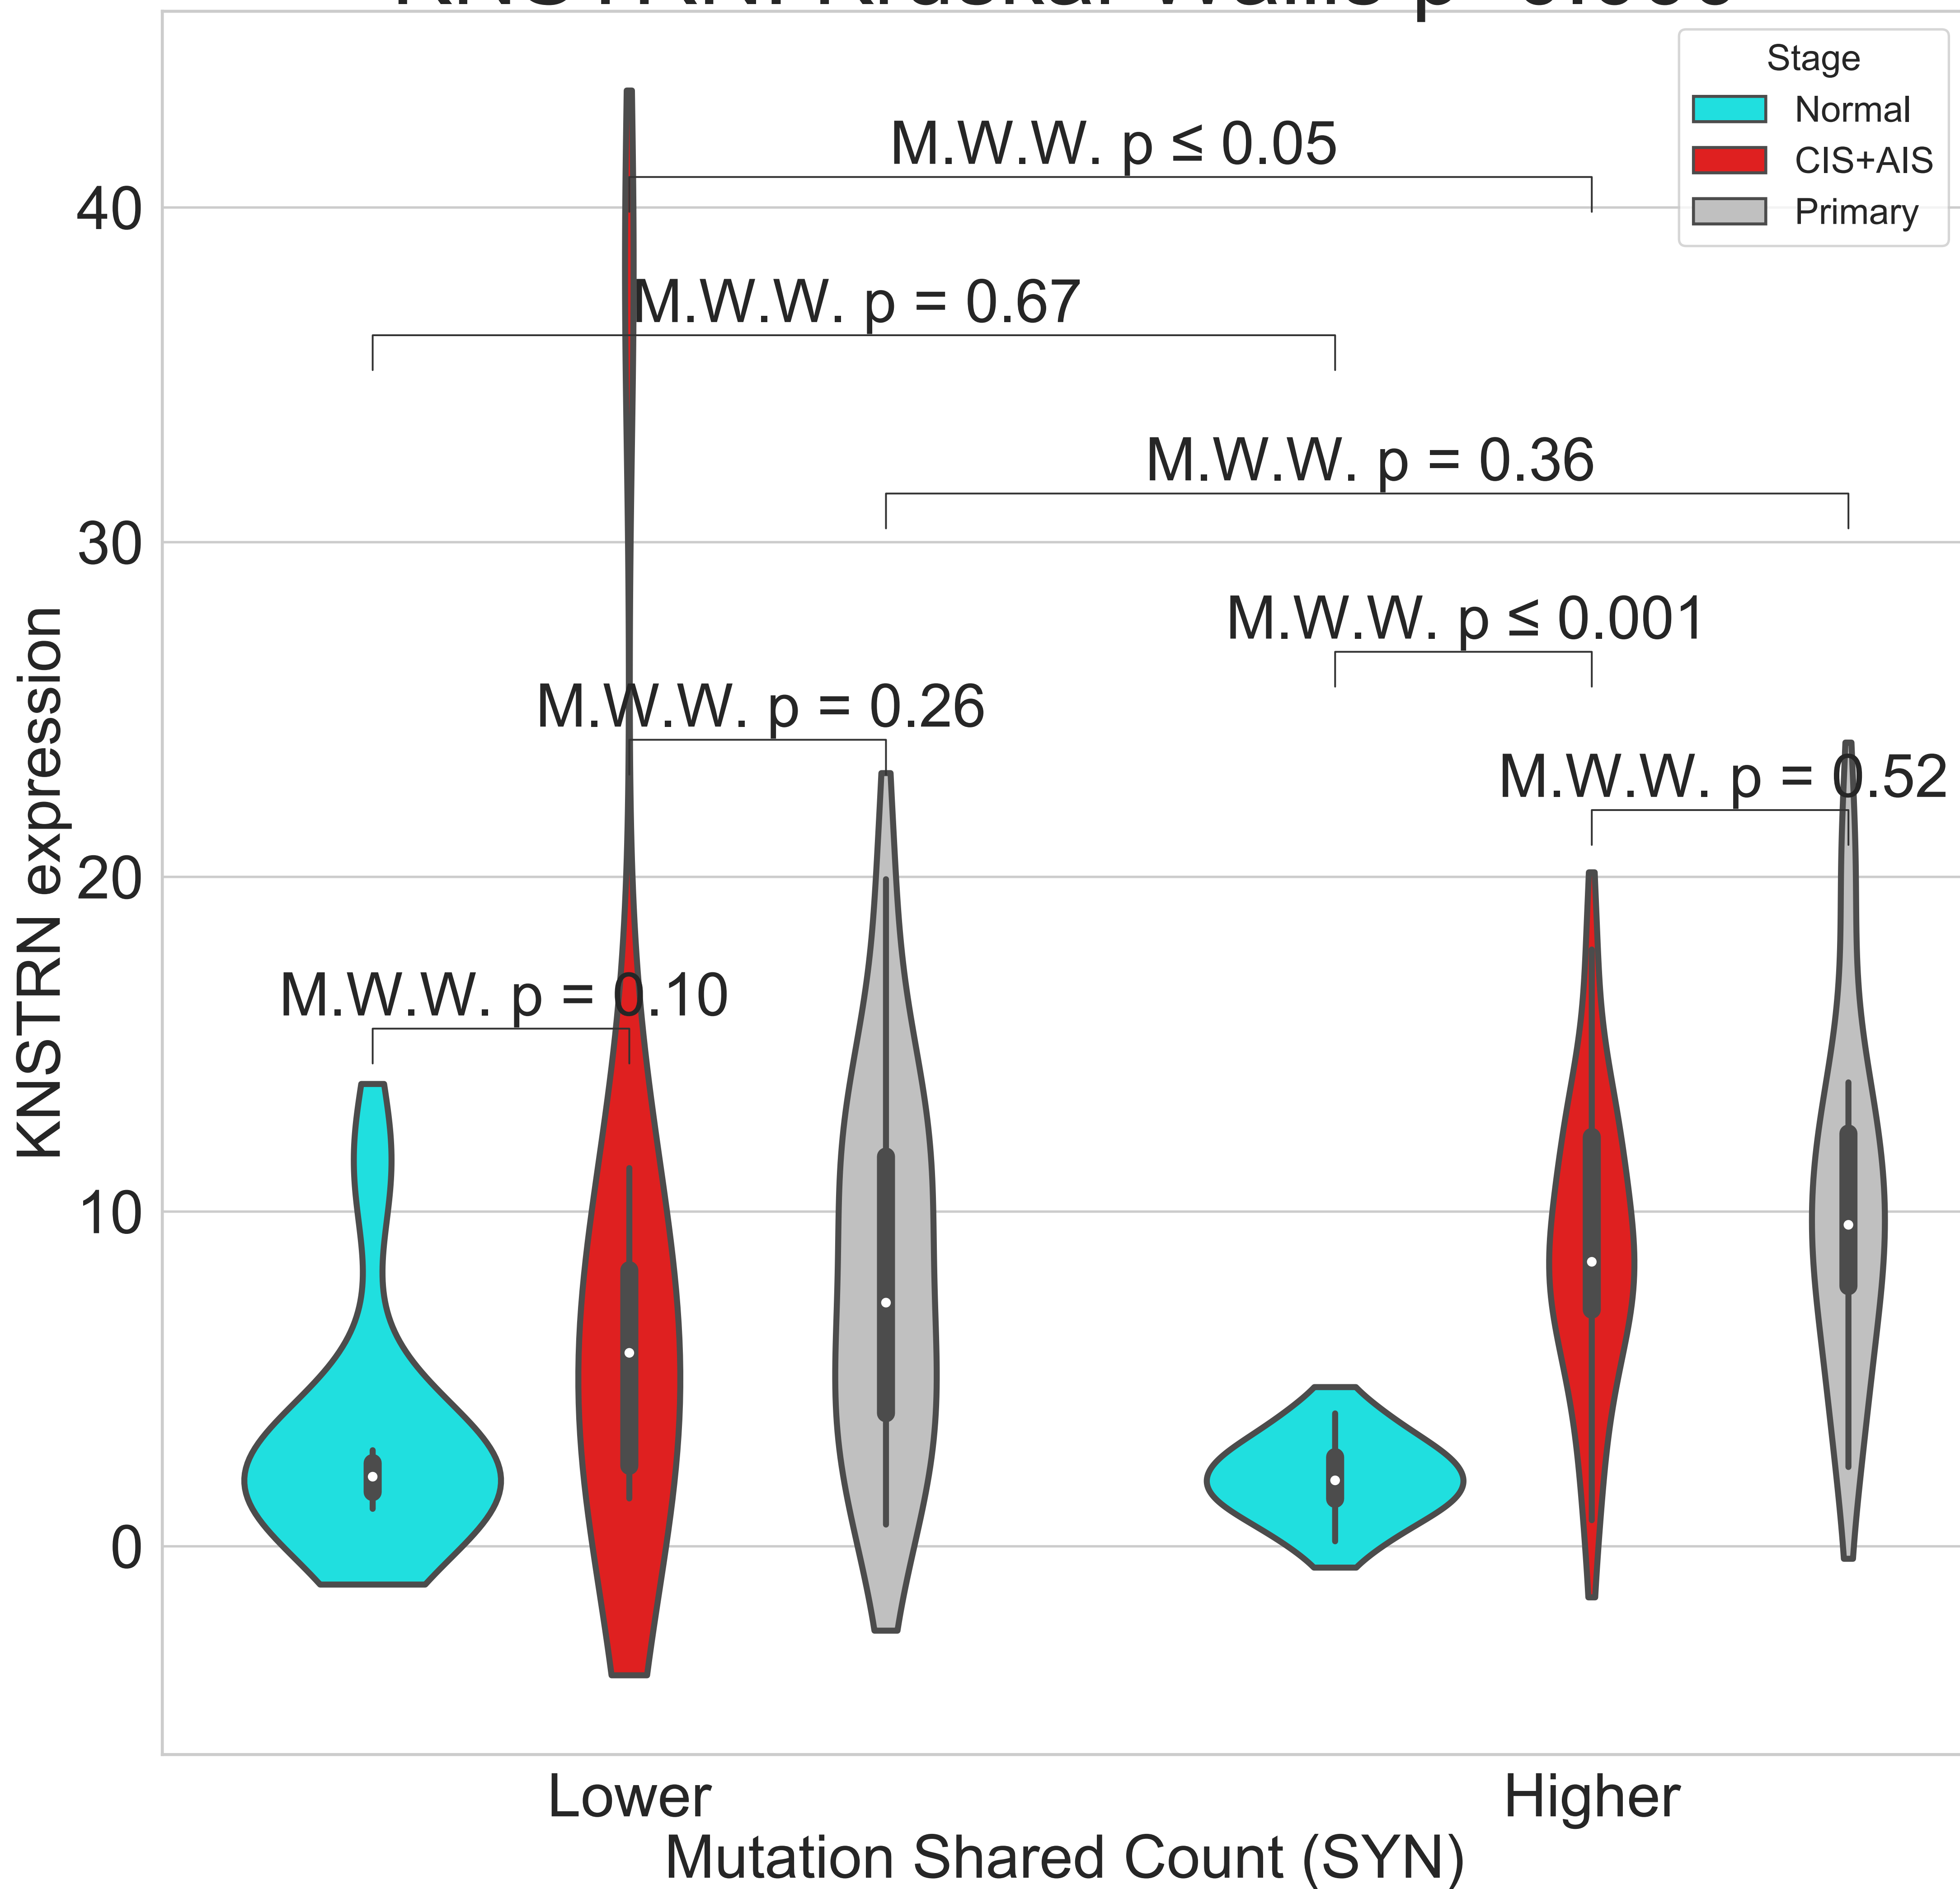 Stage
Normal
CIS+AIS
Primary
M.W.W. p ≤ 0.05
M.W.W. p = 0.67
M.W.W. p = 0.36
M.W.W. p ≤ 0.001
M.W.W. p = 0.26
M.W.W. p = 0.52
M.W.W. p = 0.10
KNSTRN expression
40
30
20
10
0
Lower
Higher
Mutation Shared Count (SYN)